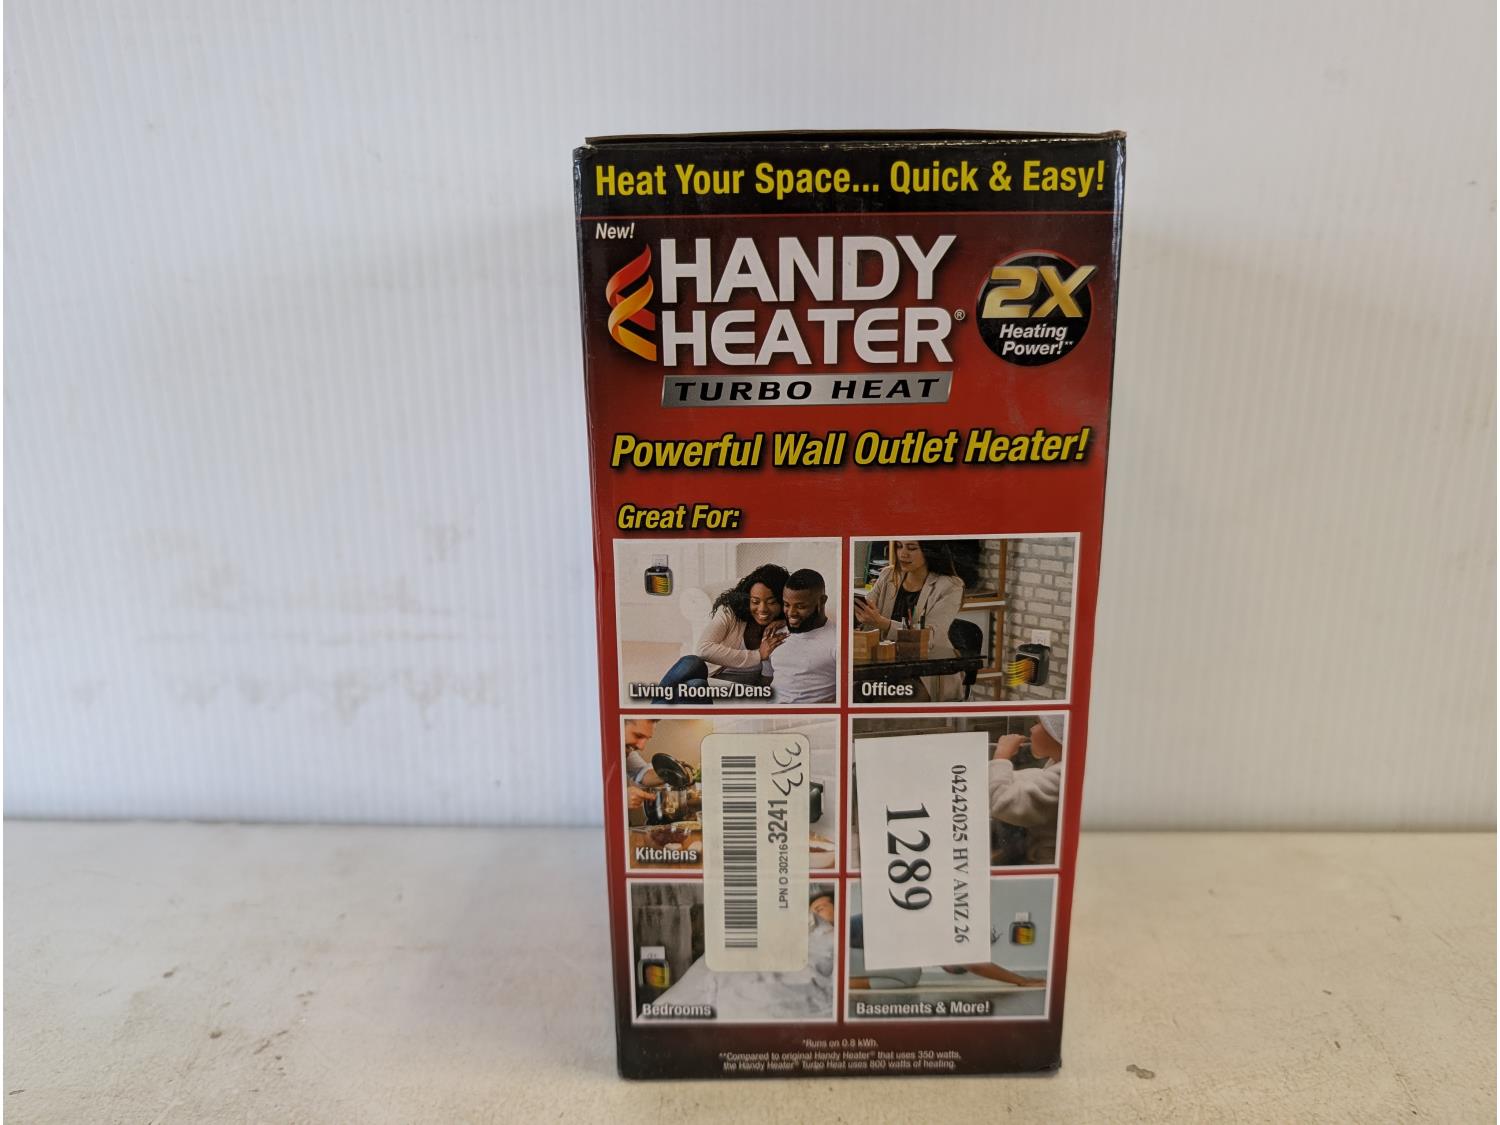 Heat Your Space... Quick & Easy!
New!
HANDY
HEATER®
TURBO HEAT
2X
Heating
Power!**
Powerful Wall Outlet Heater!
Great For:
Living Rooms/Dens
Offices
Kitchens
LPN O 302163241
313
04242025 HV AMZ 26
1289
Bedrooms
Basements & More!
*Runs on 0.8 kWh.
**Compared to original Handy Heater® that uses 350 watts,
the Handy Heater® Turbo Heat uses 800 watts of heating.